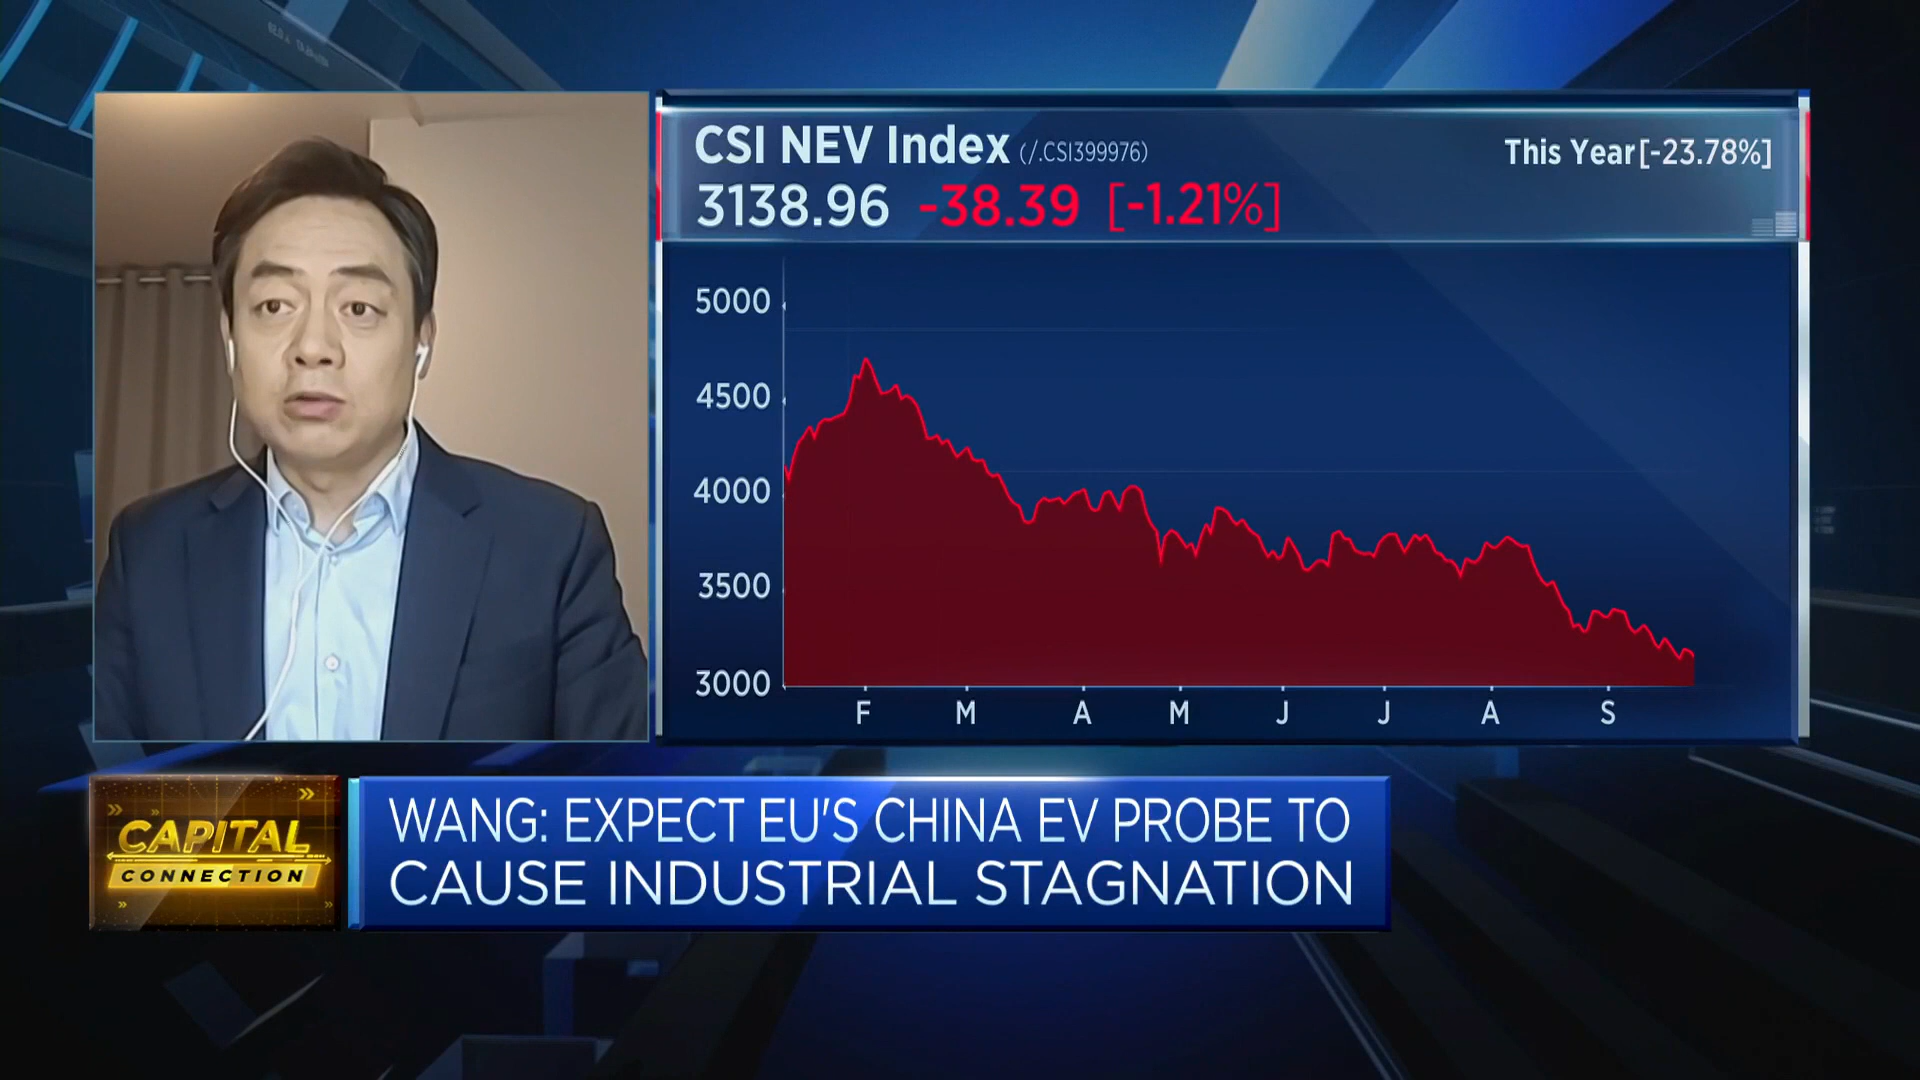 CSI NEV Index (/.CSI399976)
This Year[-23.78%]
3138.96 -38.39 [-1.21%]
5000
4500
4000
3500
3000
F M A M J J A S
CAPITAL
CONNECTION
WANG: EXPECT EU'S CHINA EV PROBE TO
CAUSE INDUSTRIAL STAGNATION